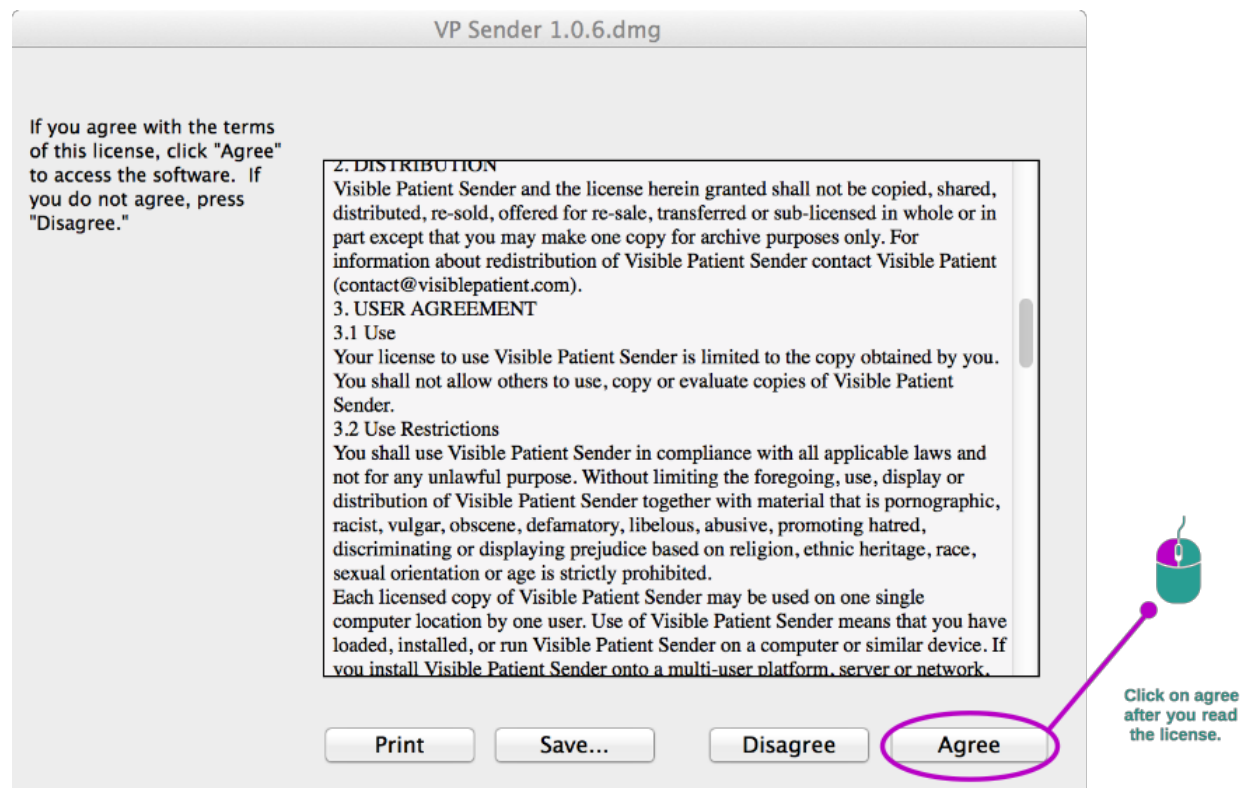 VP Sender 1.0.6.dmg
If you agree with the terms
of this license, click "Agree"
to access the software.  If
you do not agree, press
"Disagree."
2. DISTRIBUTION
Visible Patient Sender and the license herein granted shall not be copied, shared,
distributed, re-sold, offered for re-sale, transferred or sub-licensed in whole or in
part except that you may make one copy for archive purposes only. For
information about redistribution of Visible Patient Sender contact Visible Patient
(contact@visiblepatient.com).
3. USER AGREEMENT
3.1 Use
Your license to use Visible Patient Sender is limited to the copy obtained by you.
You shall not allow others to use, copy or evaluate copies of Visible Patient
Sender.
3.2 Use Restrictions
You shall use Visible Patient Sender in compliance with all applicable laws and
not for any unlawful purpose. Without limiting the foregoing, use, display or
distribution of Visible Patient Sender together with material that is pornographic,
racist, vulgar, obscene, defamatory, libelous, abusive, promoting hatred,
discriminating or displaying prejudice based on religion, ethnic heritage, race,
sexual orientation or age is strictly prohibited.
Each licensed copy of Visible Patient Sender may be used on one single
computer location by one user. Use of Visible Patient Sender means that you have
loaded, installed, or run Visible Patient Sender on a computer or similar device. If
you install Visible Patient Sender onto a multi-user platform, server or network,
Print
Save...
Disagree
Agree
Click on agree
after you read
the license.